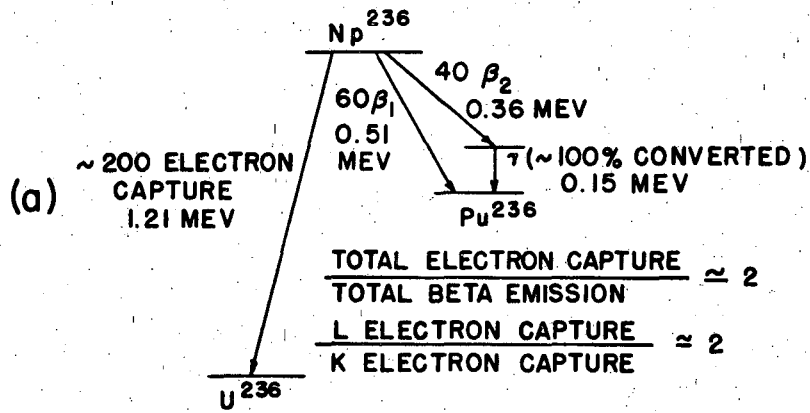 Np236
40 β2
0.36 MEV
60β1
0.51
MEV
~200 ELECTRON
CAPTURE
1.21 MEV
(a)
γ (~100% CONVERTED)
0.15 MEV
Pu236
TOTAL ELECTRON CAPTURE
TOTAL BETA EMISSION
≃ 2
L ELECTRON CAPTURE
K ELECTRON CAPTURE
≃ 2
U236